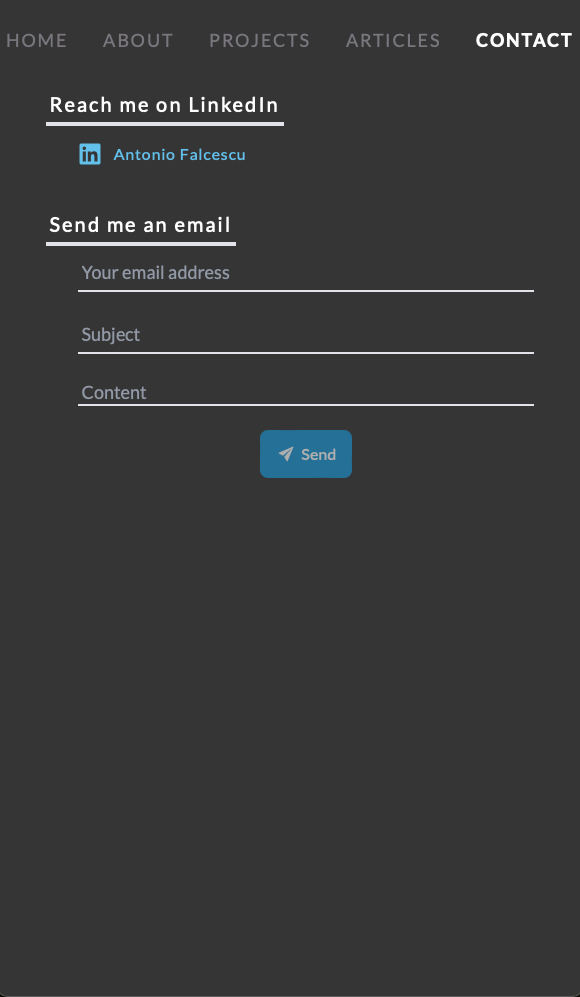 HOME ABOUT PROJECTS ARTICLES CONTACT
Reach me on LinkedIn
in Antonio Falcescu
Send me an email
Your email address
Subject
Content
Send